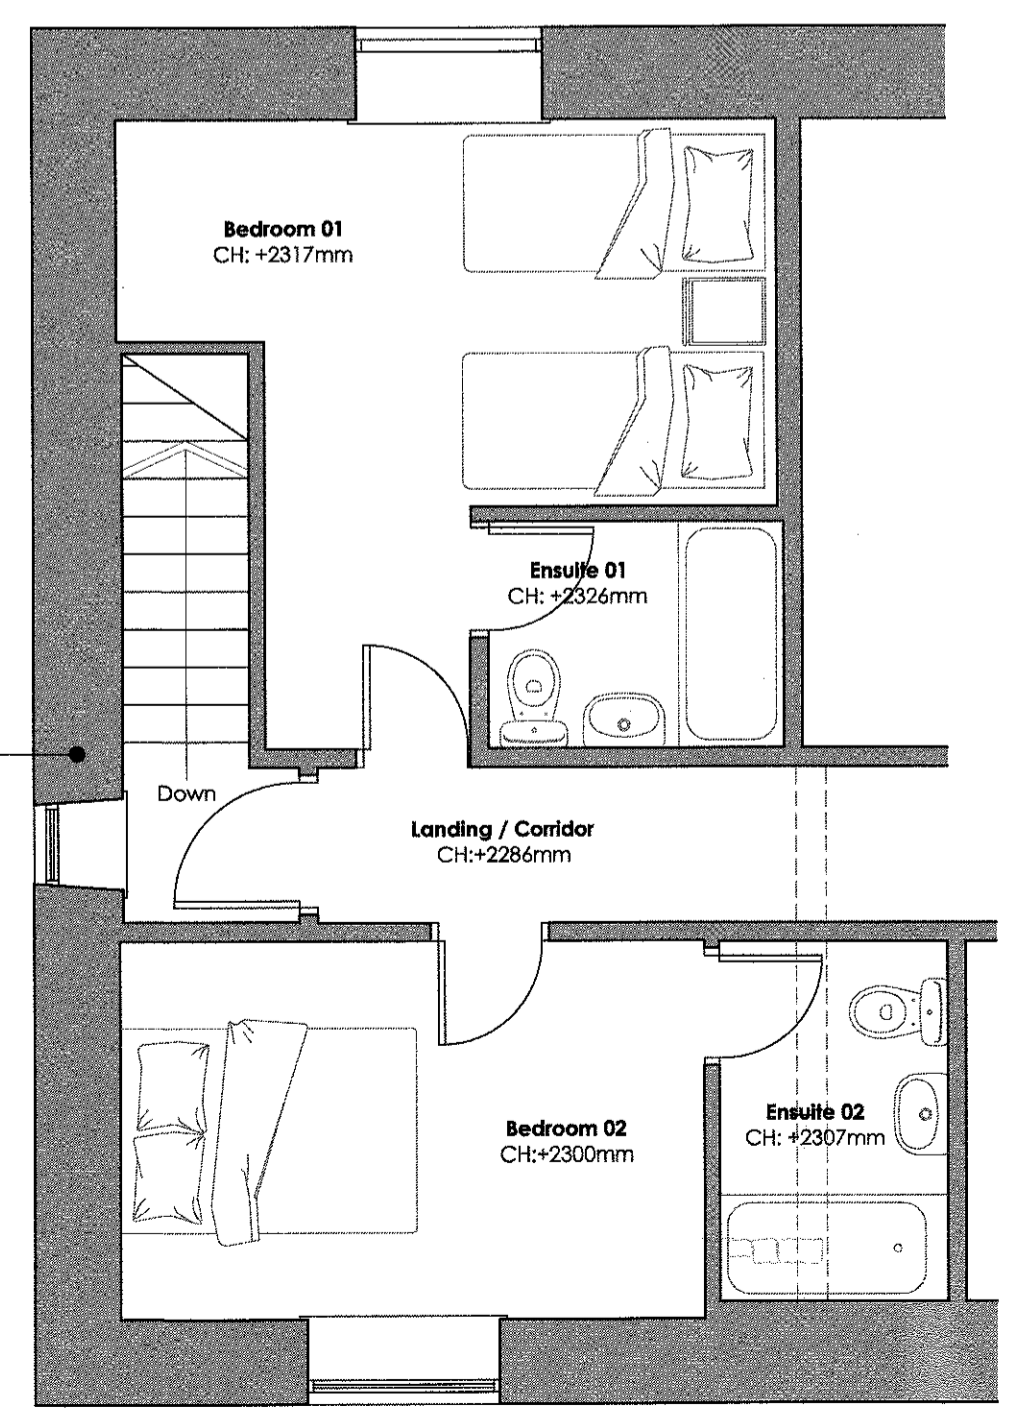 Bedroom 01
CH: +2317mm
Ensuite 01
CH: +2326mm
Down
Landing / Corridor
CH:+2286mm
Bedroom 02
CH:+2300mm
Ensuite 02
CH: +2307mm